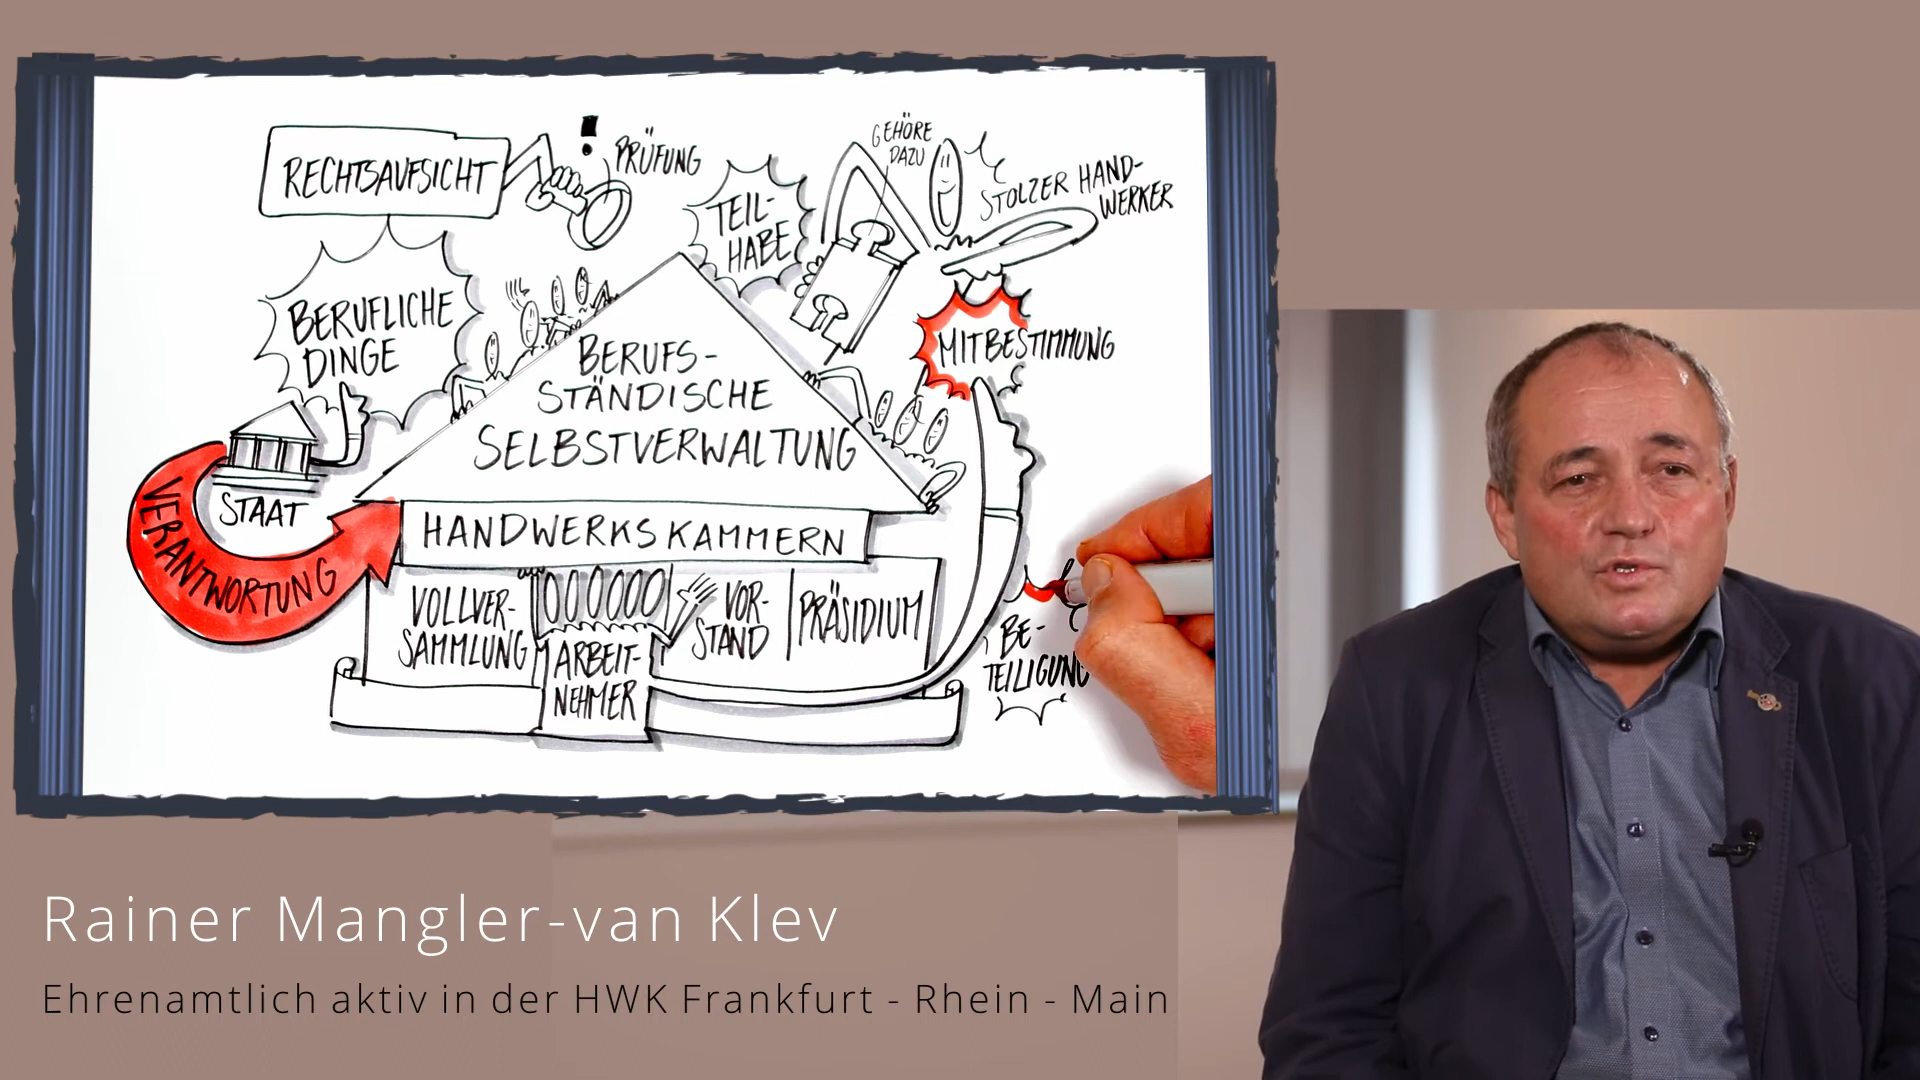 RECHTSAUFSICHT
!
PRÜFUNG
TEIL-
HABE
GEHÖRE
DAZU
STOLZER HAND-
WERKER
BERUFLICHE
DINGE
MITBESTIMMUNG
BERUFS-
STÄNDISCHE
SELBSTVERWALTUNG
STAAT
VERANTWORTUNG
HANDWERKSKAMMERN
VOLLVER-
SAMMLUNG
ARBEIT-
NEHMER
VOR-
STAND
PRÄSIDIUM
BE-
TEILIGUNG
Rainer Mangler-van Klev
Ehrenamtlich aktiv in der HWK Frankfurt - Rhein - Main